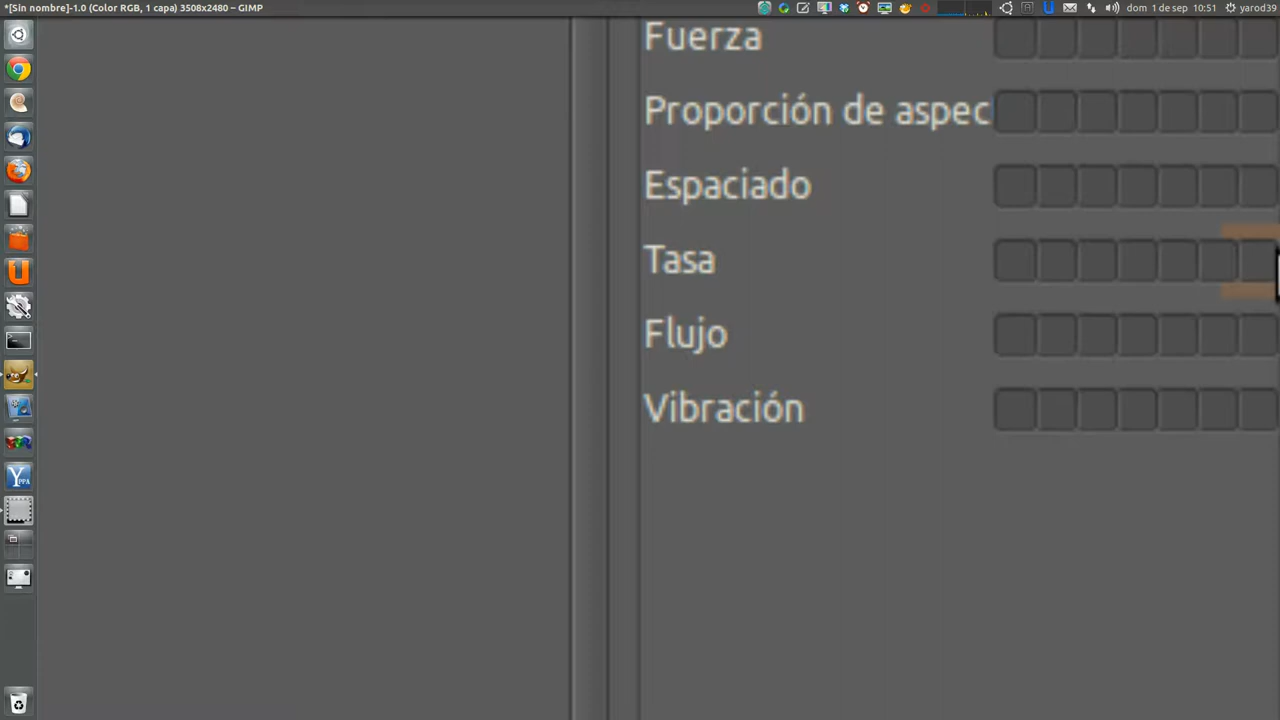 *[Sin nombre]-1.0 (Color RGB, 1 capa) 3508x2480 – GIMP
dom 1 de sep 10:51 yarod39
Fuerza
Proporción de aspec
Espaciado
Tasa
Flujo
Vibración